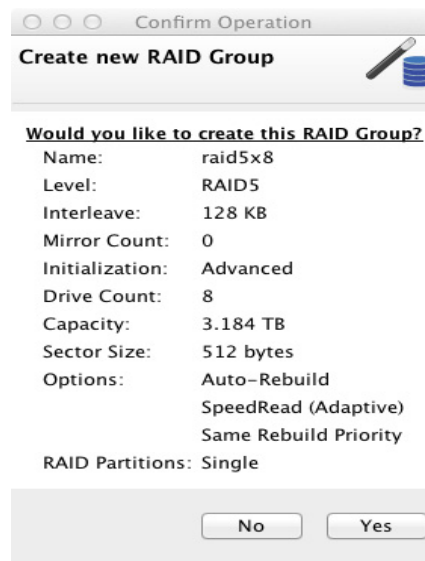 Confirm Operation
Create new RAID Group
Would you like to create this RAID Group?
Name: raid5x8
Level: RAID5
Interleave: 128 KB
Mirror Count: 0
Initialization: Advanced
Drive Count: 8
Capacity: 3.184 TB
Sector Size: 512 bytes
Options: Auto-Rebuild
SpeedRead (Adaptive)
Same Rebuild Priority
RAID Partitions: Single
No Yes